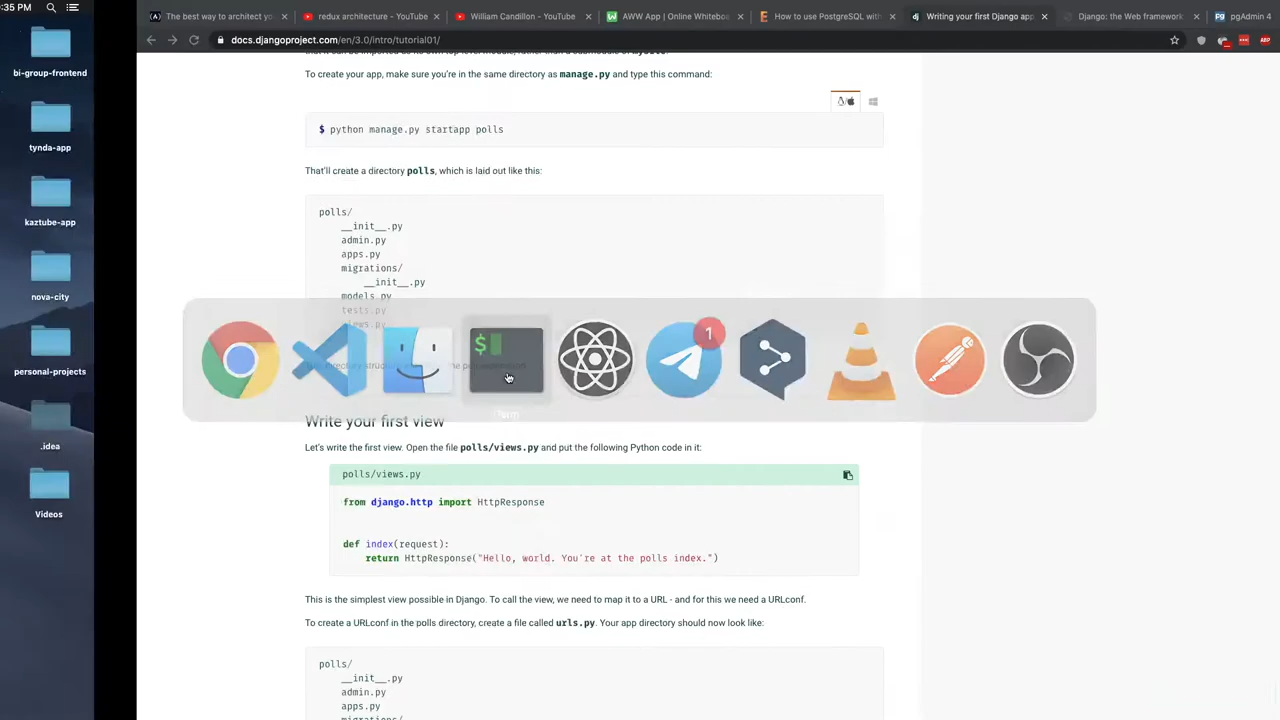 :35 PM
The best way to architect yo
redux architecture - YouTube
William Candillon - YouTube
AWW App | Online Whiteboa
How to use PostgreSQL with
Writing your first Django app
Django: the Web framework
pgAdmin 4
docs.djangoproject.com/en/3.0/intro/tutorial01/
bi-group-frontend
tynda-app
kaztube-app
nova-city
personal-projects
.idea
Videos
To create your app, make sure you're in the same directory as manage.py and type this command:
$ python manage.py startapp polls
That'll create a directory polls, which is laid out like this:
polls/
__init__.py
admin.py
apps.py
migrations/
__init__.py
models.py
tests.py
views.py
$
1
Write your first view
Let's write the first view. Open the file polls/views.py and put the following Python code in it:
polls/views.py
from django.http import HttpResponse
def index(request):
return HttpResponse("Hello, world. You're at the polls index.")
This is the simplest view possible in Django. To call the view, we need to map it to a URL - and for this we need a URLconf.
To create a URLconf in the polls directory, create a file called urls.py. Your app directory should now look like:
polls/
__init__.py
admin.py
apps.py
migrations/